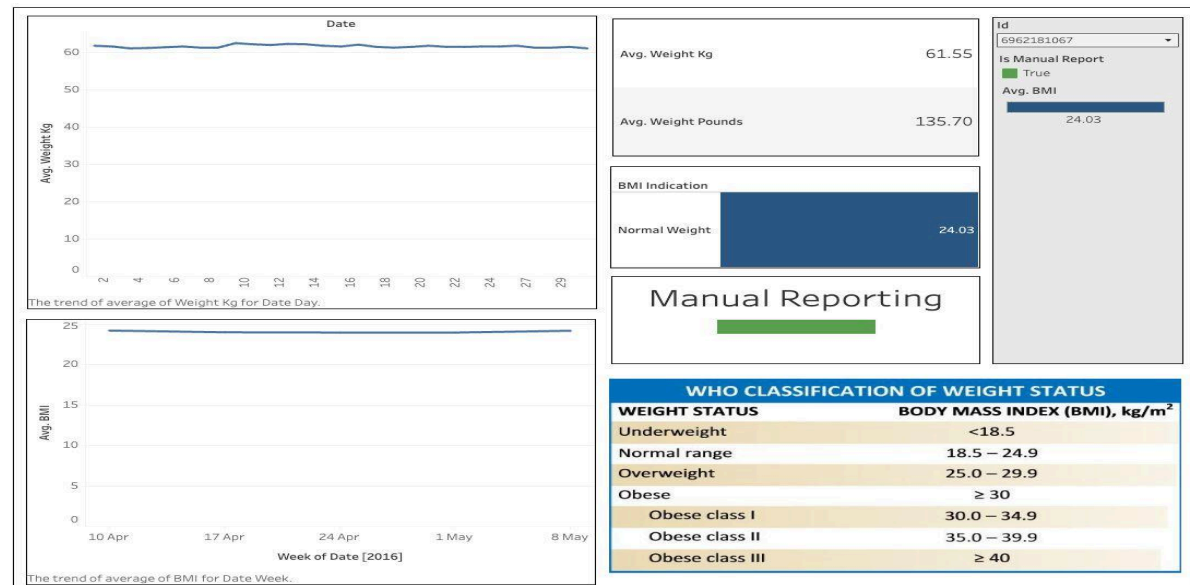 Date
60
50
40
30
20
10
0
Avg. Weight Kg
2 4 6 8 10 12 14 16 18 20 22 24 27 29
The trend of average of Weight Kg for Date Day.
25
20
15
10
5
0
Avg. BMI
10 Apr 17 Apr 24 Apr 1 May 8 May
Week of Date [2016]
The trend of average of BMI for Date Week.
Avg. Weight Kg 61.55
Avg. Weight Pounds 135.70
BMI Indication
Normal Weight 24.03
Manual Reporting
Id
6962181067
Is Manual Report
True
Avg. BMI
24.03
WHO CLASSIFICATION OF WEIGHT STATUS
WEIGHT STATUS BODY MASS INDEX (BMI), kg/m²
Underweight <18.5
Normal range 18.5 – 24.9
Overweight 25.0 – 29.9
Obese ≥ 30
Obese class I 30.0 – 34.9
Obese class II 35.0 – 39.9
Obese class III ≥ 40